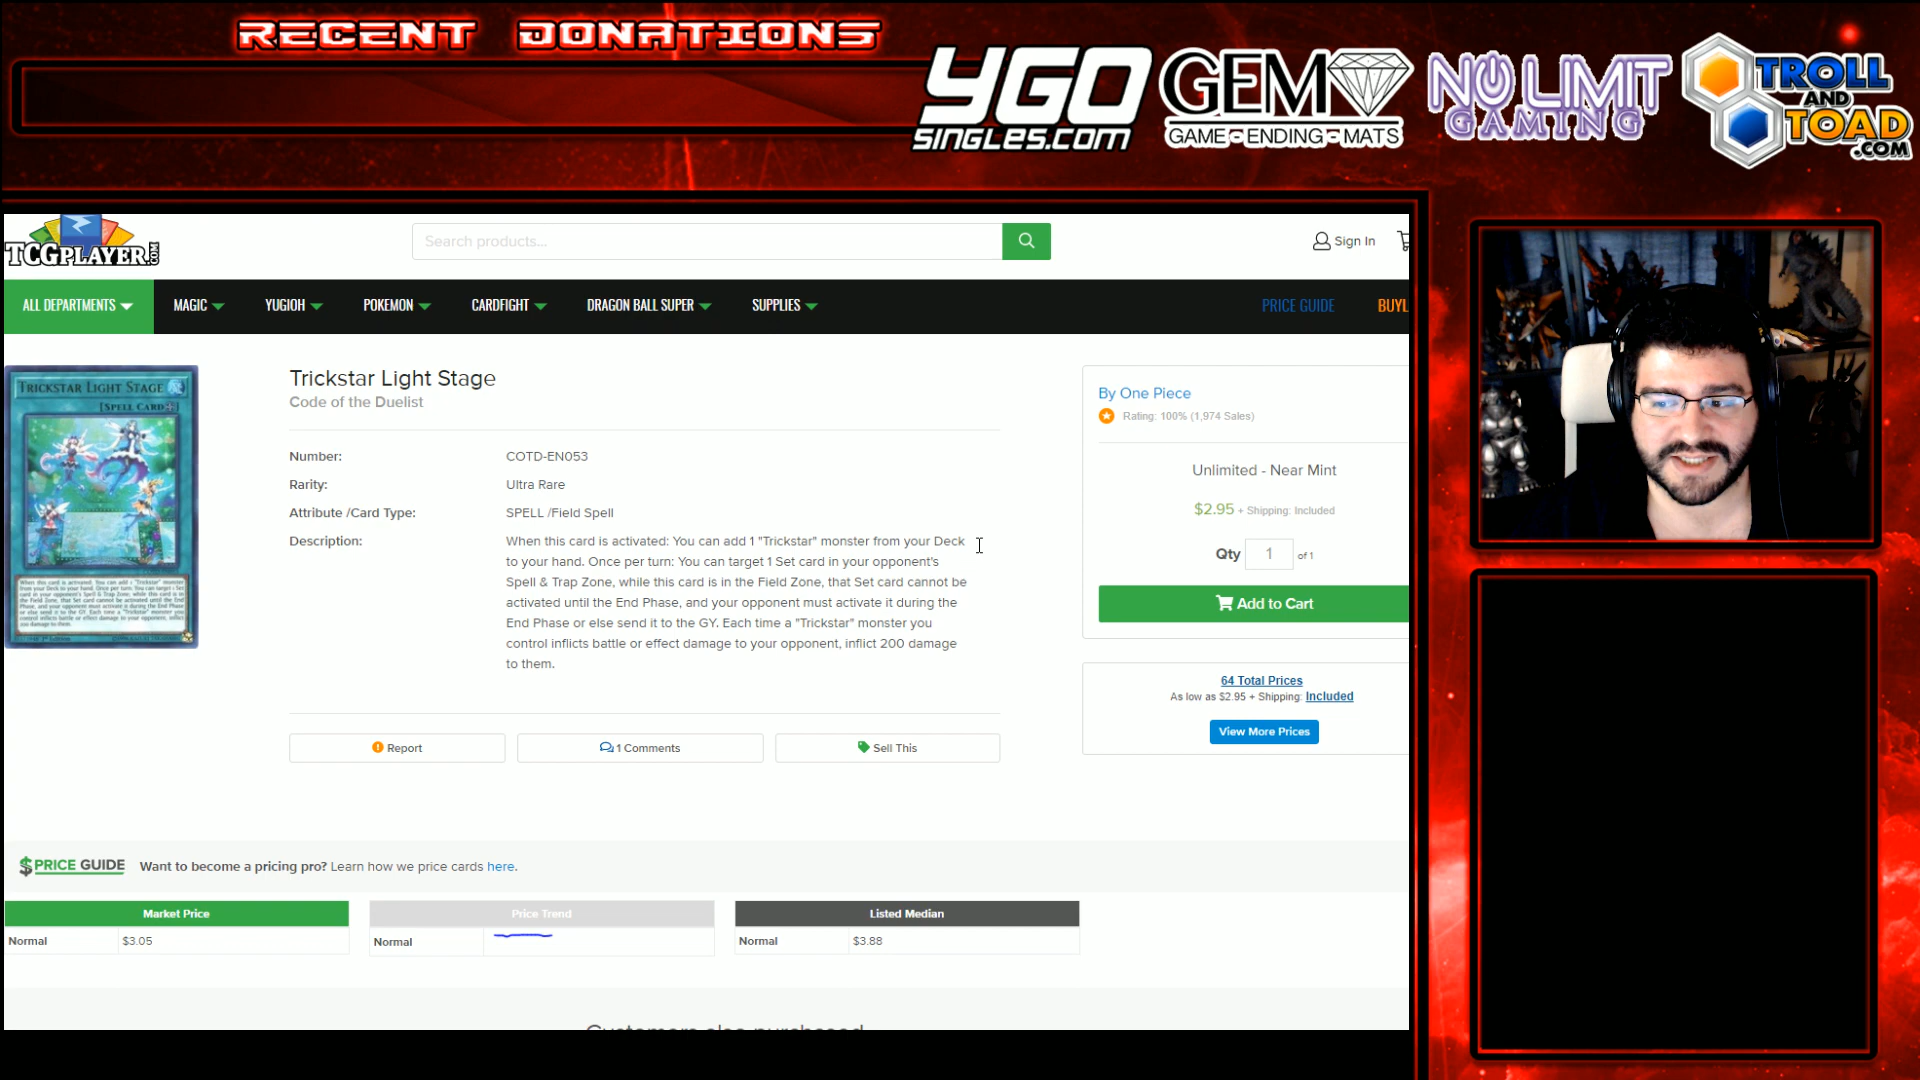 RECENT DONATIONS
YGO
SINGLES.COM
GEM
GAME-ENDING-MATS
NO LIMIT
GAMING
TROLL
AND
TOAD
.COM
TCGPLAYER.COM
Search products...
Sign In
ALL DEPARTMENTS
MAGIC
YUGIOH
POKEMON
CARDFIGHT
DRAGON BALL SUPER
SUPPLIES
PRICE GUIDE
BUYL
TRICKSTAR LIGHT STAGE
[SPELL CARD]
Trickstar Light Stage
Code of the Duelist
Number: COTD-EN053
Rarity: Ultra Rare
Attribute /Card Type: SPELL /Field Spell
Description: When this card is activated: You can add 1 "Trickstar" monster from your Deck
to your hand. Once per turn: You can target 1 Set card in your opponent's
Spell & Trap Zone, while this card is in the Field Zone, that Set card cannot be
activated until the End Phase, and your opponent must activate it during the
End Phase or else send it to the GY. Each time a "Trickstar" monster you
control inflicts battle or effect damage to your opponent, inflict 200 damage
to them.
Report
1 Comments
Sell This
By One Piece
Rating: 100% (1,974 Sales)
Unlimited - Near Mint
$2.95 + Shipping: Included
Qty 1 of 1
Add to Cart
64 Total Prices
As low as $2.95 + Shipping: Included
View More Prices
$PRICE GUIDE Want to become a pricing pro? Learn how we price cards here.
Market Price
Normal $3.05
Price Trend
Normal
Listed Median
Normal $3.88
Customers also purchased